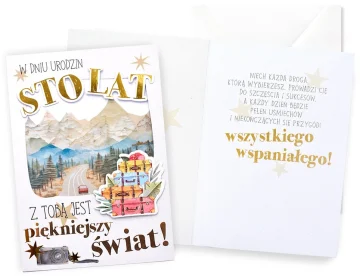 W DNIU URODZIN
STO LAT
Z TOBĄ JEST
piękniejszy
świat!
NIECH KAŻDA DROGA,
KTÓRĄ WYBIERZESZ, PROWADZI CIĘ
DO SZCZĘŚCIA I SUKCESÓW,
A KAŻDY DZIEŃ BĘDZIE
PEŁEN UŚMIECHÓW
I NIEKOŃCZĄCYCH SIĘ PRZYGÓD!
wszystkiego
wspaniałego!